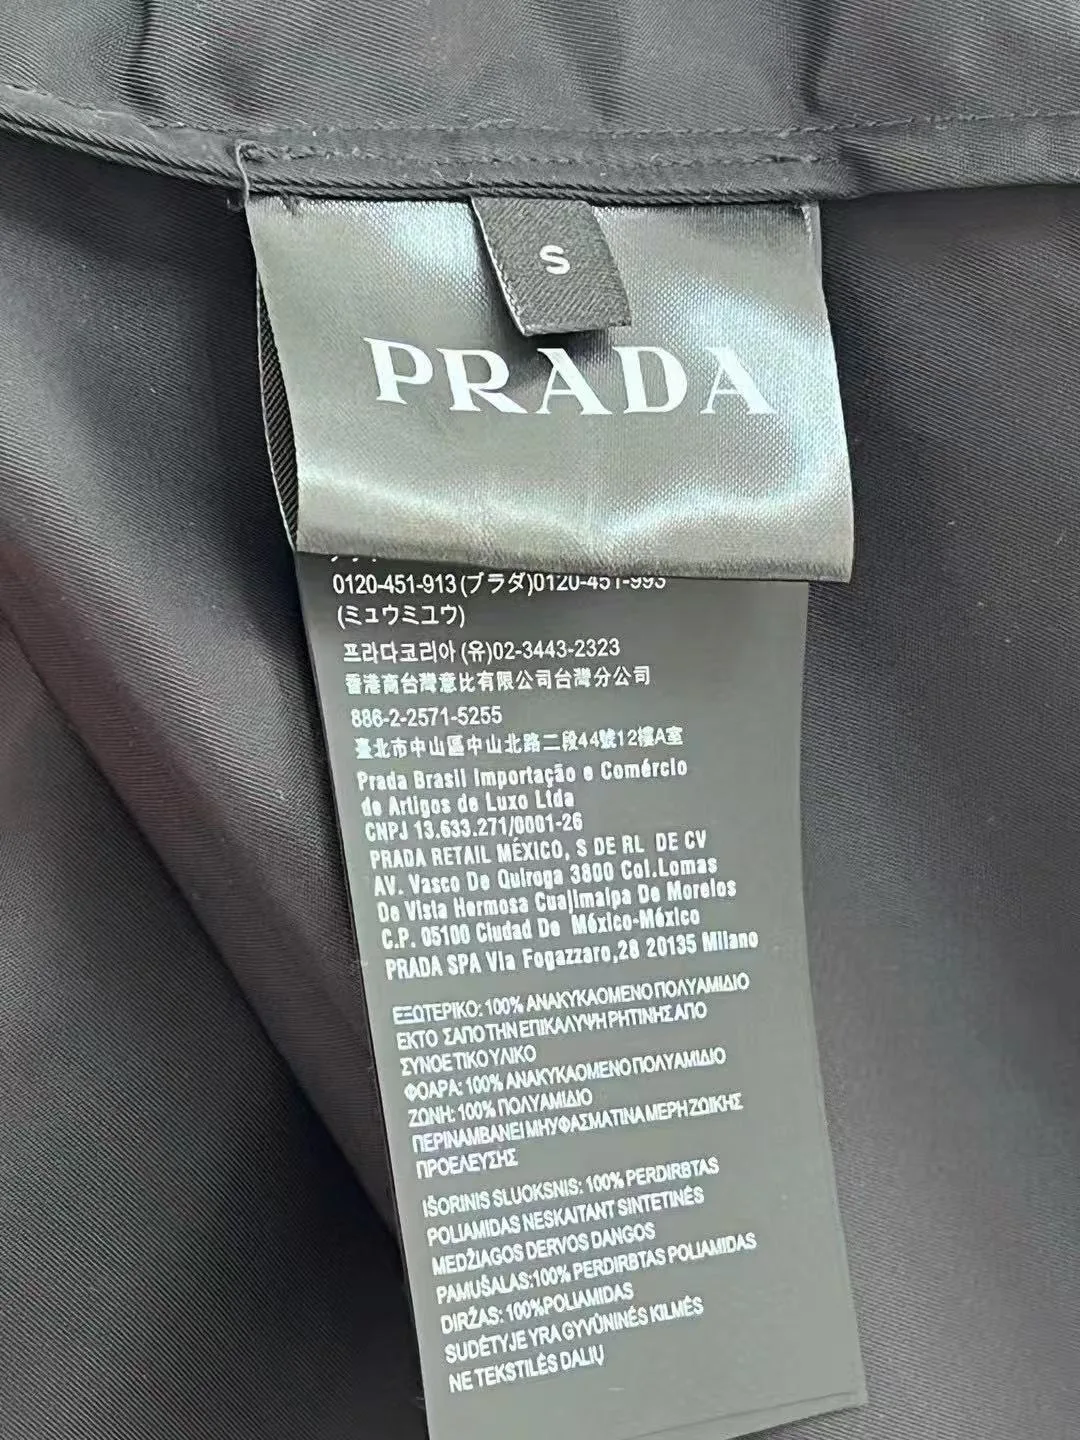 S
PRADA
0120-451-913(プラダ)0120-451-993
(ミュウミュウ)
프라다코리아(유)02-3443-2323
香港商台灣意比有限公司台灣分公司
886-2-2571-5255
臺北市中山區中山北路二段44號12樓A室
Prada Brasil Importação e Comércio
de Artigos de Luxo Ltda
CNPJ 13.633.271/0001-26
PRADA RETAIL MÉXICO, S DE RL DE CV
AV. Vasco De Quiroga 3800 Col.Lomas
De Vista Hermosa Cuajimalpa De Morelos
C.P. 05100 Ciudad De México-México
PRADA SPA Via Fogazzaro,28 20135 Milano
ΕΞΩΤΕΡΙΚΟ: 100% ΑΝΑΚΥΚΛΩΜΕΝΟ ΠΟΛΥΑΜΙΔΙΟ
ΕΚΤΟ ΣΑΠΟ ΤΗΝ ΕΠΙΚΑΛΥΨΗ ΡΗΤΙΝΗΣ ΑΠΟ
ΣΥΝΘΕΤΙΚΟ ΥΛΙΚΟ
ΦΟΔΡΑ: 100% ΑΝΑΚΥΚΛΩΜΕΝΟ ΠΟΛΥΑΜΙΔΙΟ
ΖΩΝΗ: 100% ΠΟΛΥΑΜΙΔΙΟ
ΠΕΡΙΛΑΜΒΑΝΕΙ ΜΗ ΥΦΑΣΜΑΤΙΝΑ ΜΕΡΗ ΖΩΙΚΗΣ
ΠΡΟΕΛΕΥΣΗΣ
IŠORINIS SLUOKSNIS: 100% PERDIRBTAS
POLIAMIDAS NESKAITANT SINTETINĖS
MEDŽIAGOS DERVOS DANGOS
PAMUŠALAS:100% PERDIRBTAS POLIAMIDAS
DIRŽAS: 100%POLIAMIDAS
SUDĖTYJE YRA GYVŪNINĖS KILMĖS
NE TEKSTILĖS DALIŲ